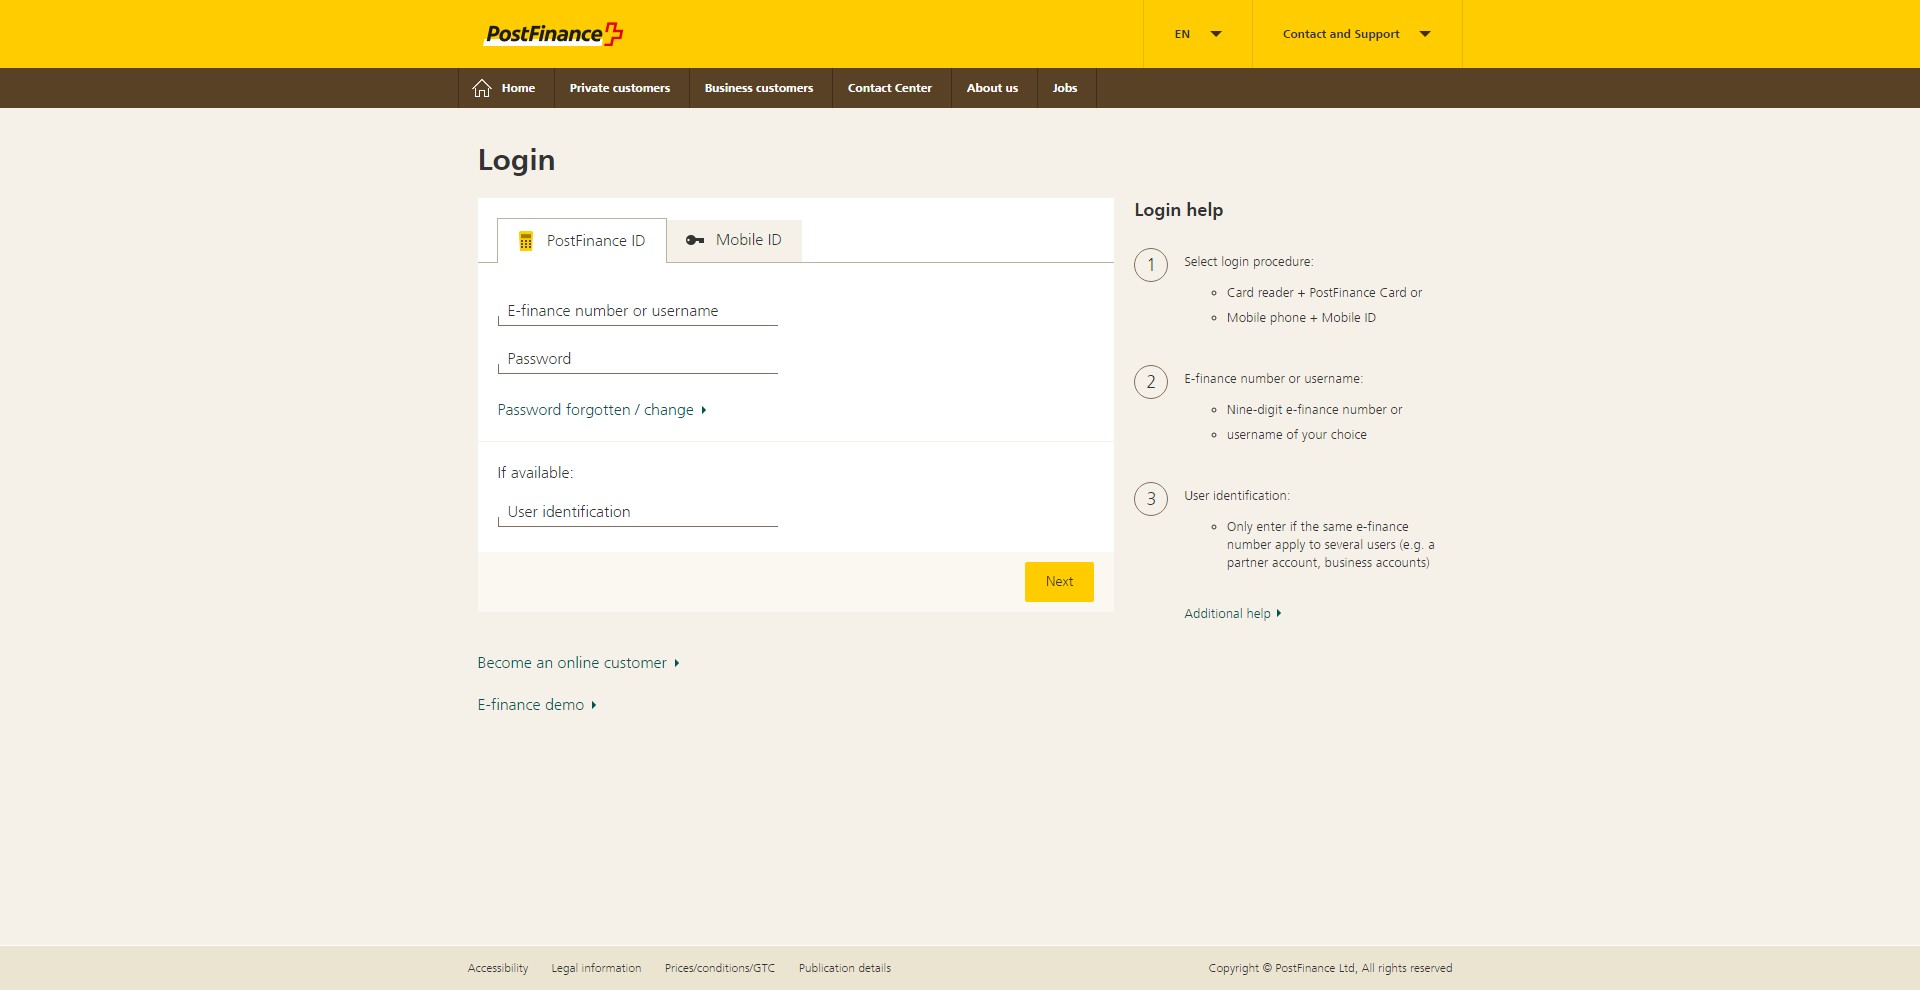 PostFinance
EN
Contact and Support
Home
Private customers
Business customers
Contact Center
About us
Jobs
Login
PostFinance ID
Mobile ID
E-finance number or username
Password
Password forgotten / change
If available:
User identification
Next
Become an online customer
E-finance demo
Login help
1
Select login procedure:
Card reader + PostFinance Card or
Mobile phone + Mobile ID
2
E-finance number or username:
Nine-digit e-finance number or
username of your choice
3
User identification:
Only enter if the same e-finance
number apply to several users (e.g. a
partner account, business accounts)
Additional help
Accessibility
Legal information
Prices/conditions/GTC
Publication details
Copyright © PostFinance Ltd, All rights reserved